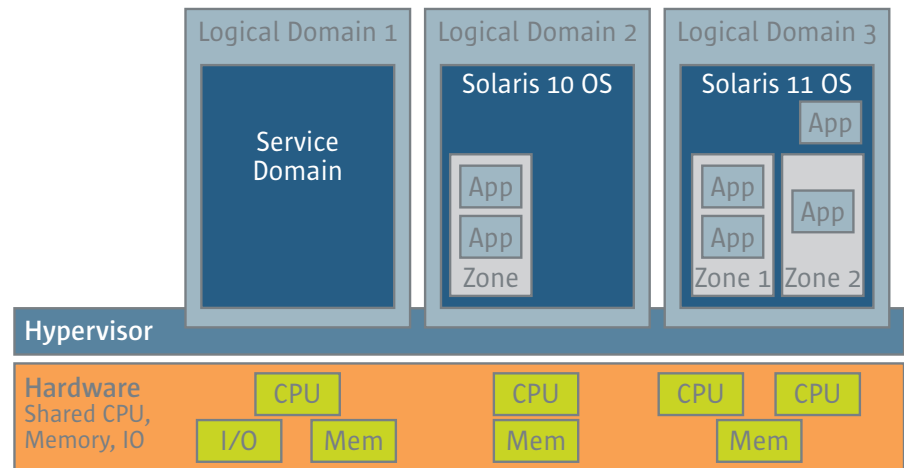 Logical Domain 1
Service
Domain
Logical Domain 2
Solaris 10 OS
App
App
Zone
Logical Domain 3
Solaris 11 OS
App
App
App
Zone 1
App
Zone 2
Hypervisor
Hardware
Shared CPU,
Memory, IO
CPU
I/O
Mem
CPU
Mem
CPU
CPU
Mem